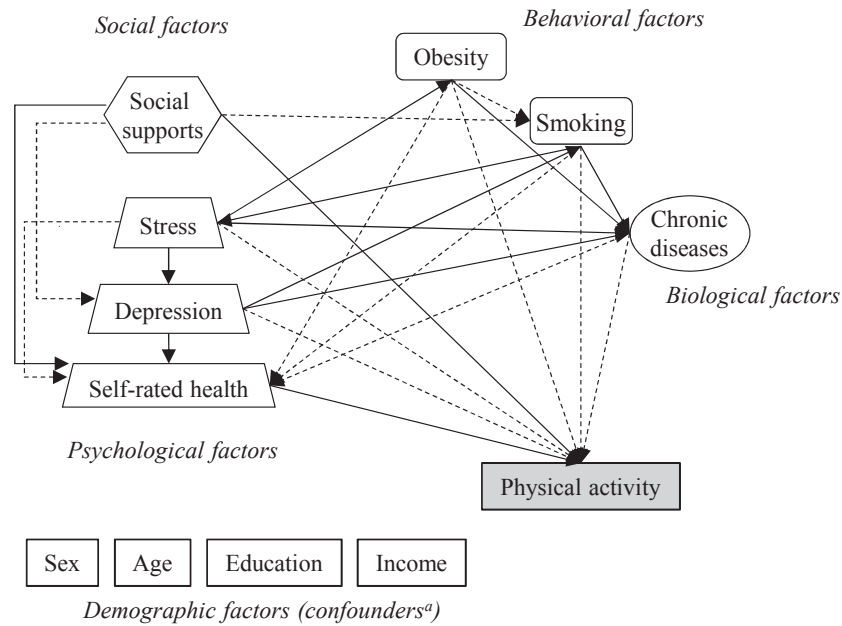 Social factors
Behavioral factors
Obesity
Social
supports
Smoking
Stress
Chronic
diseases
Biological factors
Depression
Self-rated health
Psychological factors
Physical activity
Sex
Age
Education
Income
Demographic factors (confoundersᵃ)